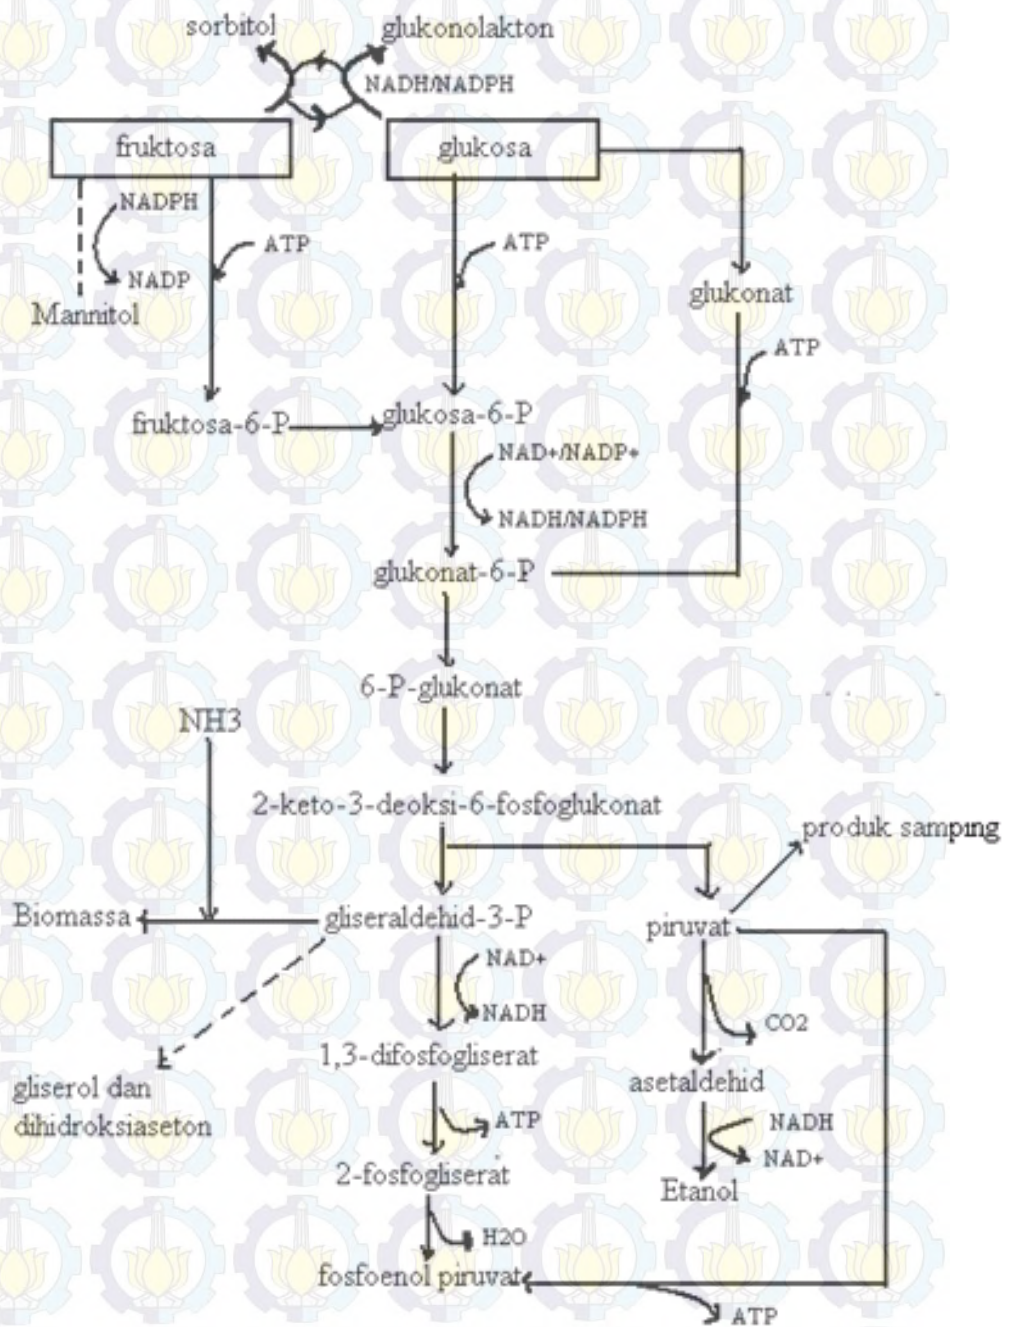 sorbitol
glukonolakton
NADH/NADPH
fruktosa
glukosa
NADPH
ATP
ATP
NADP
glukonat
Mannitol
ATP
fruktosa-6-P
glukosa-6-P
NAD+/NADP+
NADH/NADPH
glukonat-6-P
6-P-glukonat
NH3
2-keto-3-deoksi-6-fosfoglukonat
produk samping
Biomassa
gliseraldehid-3-P
piruvat
NAD+
NADH
CO2
1,3-difosfogliserat
asetaldehid
gliserol dan
dihidroksiaseton
ATP
NADH
NAD+
2-fosfogliserat
Etanol
H2O
fosfoenol piruvat
ATP